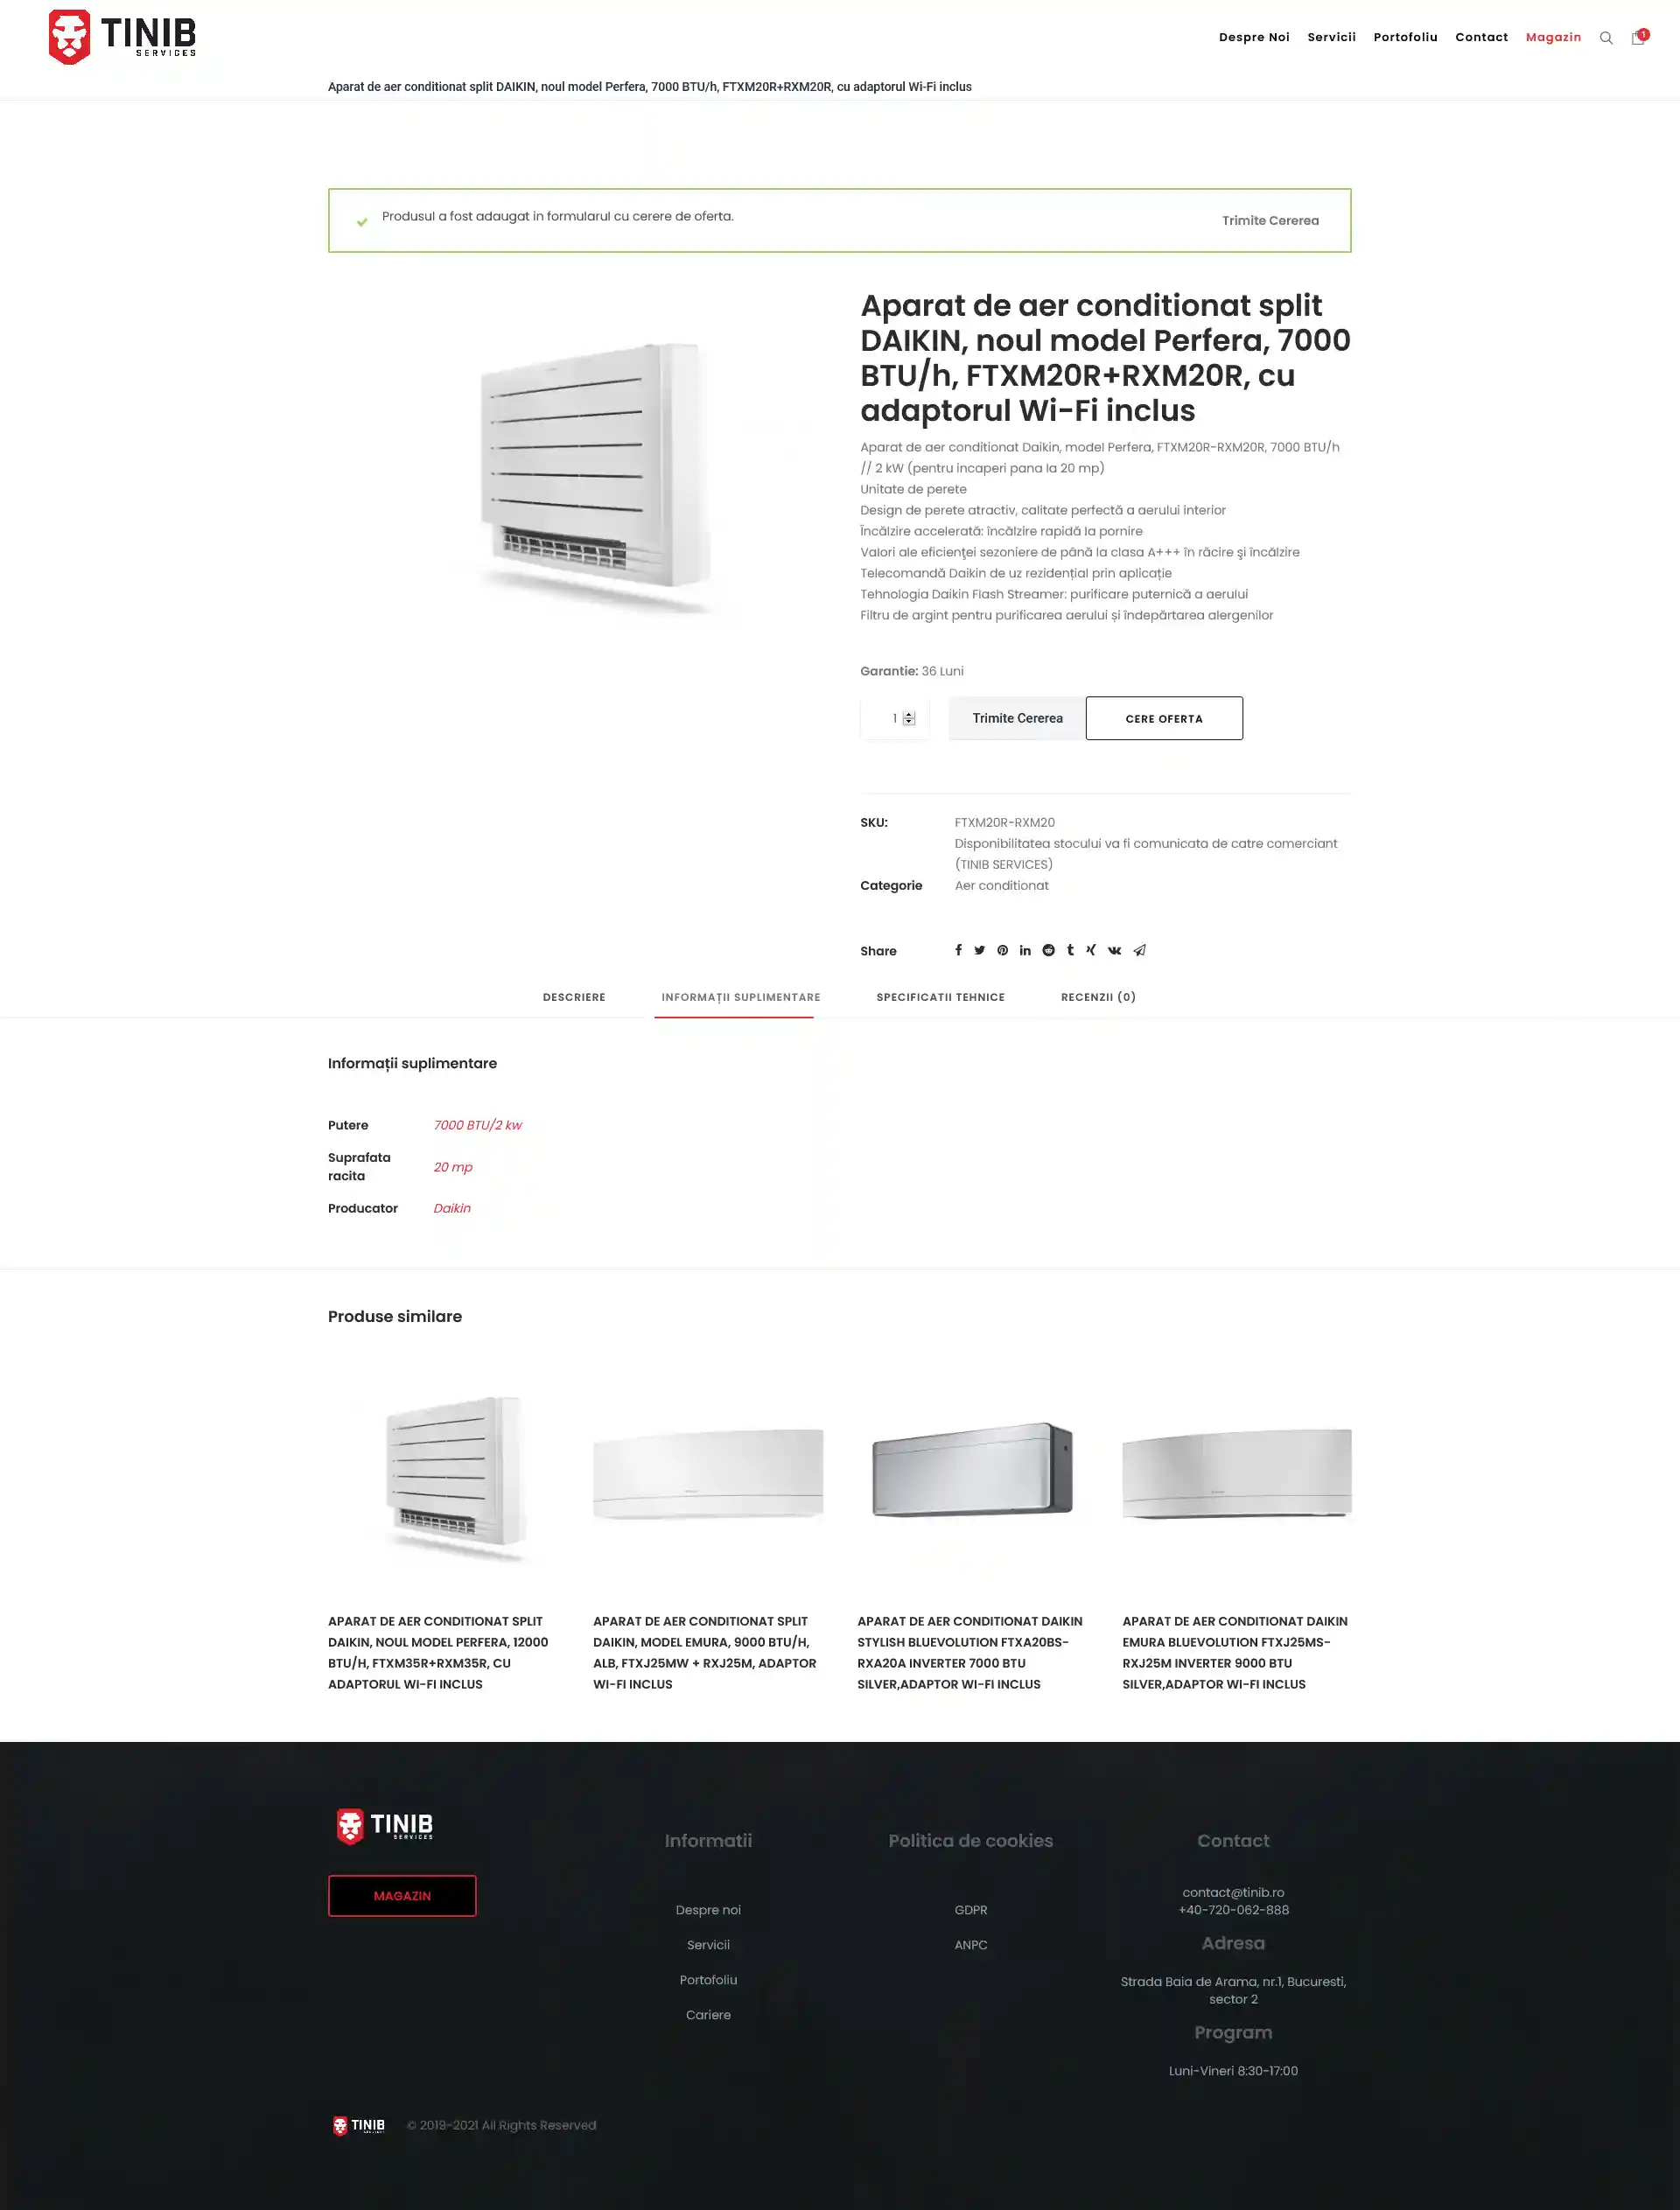 TINIB
SERVICES
Despre Noi
Servicii
Portofoliu
Contact
Magazin
1
Aparat de aer conditionat split DAIKIN, noul model Perfera, 7000 BTU/h, FTXM20R+RXM20R, cu adaptorul Wi-Fi inclus
Produsul a fost adaugat in formularul cu cerere de oferta.
Trimite Cererea
Aparat de aer conditionat split
DAIKIN, noul model Perfera, 7000
BTU/h, FTXM20R+RXM20R, cu
adaptorul Wi-Fi inclus
Aparat de aer conditionat Daikin, model Perfera, FTXM20R-RXM20R, 7000 BTU/h
// 2 kW (pentru incaperi pana la 20 mp)
Unitate de perete
Design de perete atractiv, calitate perfectă a aerului interior
Încălzire accelerată: încălzire rapidă la pornire
Valori ale eficienţei sezoniere de până la clasa A+++ în răcire şi încălzire
Telecomandă Daikin de uz rezidențial prin aplicație
Tehnologia Daikin Flash Streamer: purificare puternică a aerului
Filtru de argint pentru purificarea aerului și îndepărtarea alergenilor
Garantie: 36 Luni
1
Trimite Cererea
CERE OFERTA
SKU:
FTXM20R-RXM20
Disponibilitatea stocului va fi comunicata de catre comerciant
(TINIB SERVICES)
Categorie
Aer conditionat
Share
DESCRIERE
INFORMAȚII SUPLIMENTARE
SPECIFICATII TEHNICE
RECENZII (0)
Informații suplimentare
Putere
7000 BTU/2 kw
Suprafata
racita
20 mp
Producator
Daikin
Produse similare
APARAT DE AER CONDITIONAT SPLIT
DAIKIN, NOUL MODEL PERFERA, 12000
BTU/H, FTXM35R+RXM35R, CU
ADAPTORUL WI-FI INCLUS
APARAT DE AER CONDITIONAT SPLIT
DAIKIN, MODEL EMURA, 9000 BTU/H,
ALB, FTXJ25MW + RXJ25M, ADAPTOR
WI-FI INCLUS
APARAT DE AER CONDITIONAT DAIKIN
STYLISH BLUEVOLUTION FTXA20BS-
RXA20A INVERTER 7000 BTU
SILVER,ADAPTOR WI-FI INCLUS
APARAT DE AER CONDITIONAT DAIKIN
EMURA BLUEVOLUTION FTXJ25MS-
RXJ25M INVERTER 9000 BTU
SILVER,ADAPTOR WI-FI INCLUS
TINIB
SERVICES
MAGAZIN
Informatii
Despre noi
Servicii
Portofoliu
Cariere
Politica de cookies
GDPR
ANPC
Contact
contact@tinib.ro
+40-720-062-888
Adresa
Strada Baia de Arama, nr.1, Bucuresti,
sector 2
Program
Luni-Vineri 8:30-17:00
TINIB
© 2019-2021 All Rights Reserved